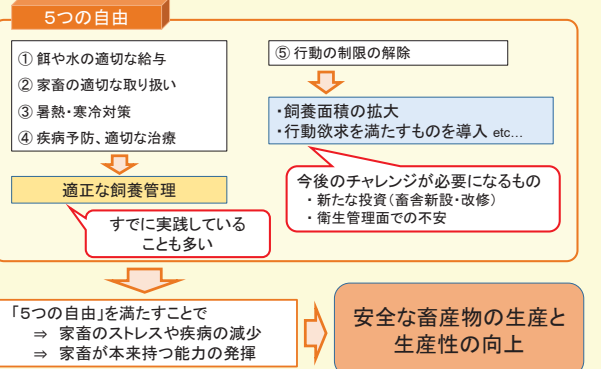 5つの自由
① 餌や水の適切な給与
② 家畜の適切な取り扱い
③ 暑熱・寒冷対策
④ 疾病予防、適切な治療
適正な飼養管理
すでに実践している
ことも多い
⑤ 行動の制限の解除
・飼養面積の拡大
・行動欲求を満たすものを導入 etc...
今後のチャレンジが必要になるもの
・ 新たな投資(畜舎新設・改修)
・ 衛生管理面での不安
「5つの自由」を満たすことで
⇒ 家畜のストレスや疾病の減少
⇒ 家畜が本来持つ能力の発揮
安全な畜産物の生産と
生産性の向上